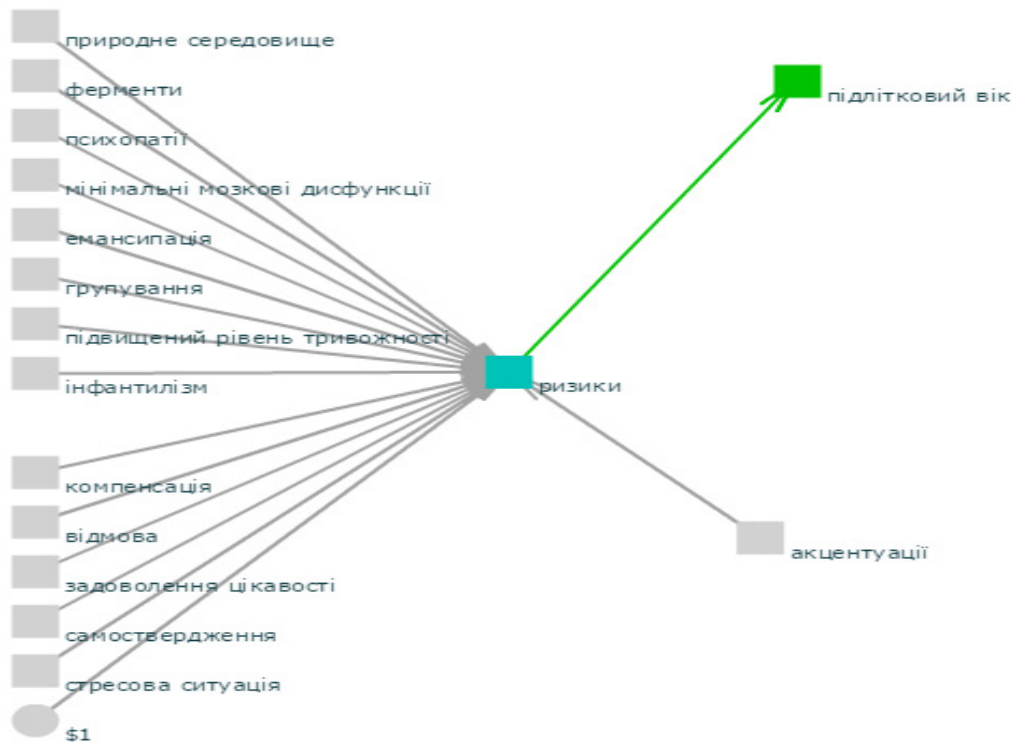 природне середовище
ферменти
психопатії
мінімальні мозкові дисфункції
емансипація
групування
підвищений рівень тривожності
інфантилізм
компенсація
відмова
задоволення цікавості
самоствердження
стресова ситуація
$1
підлітковий вік
ризики
акцентуації